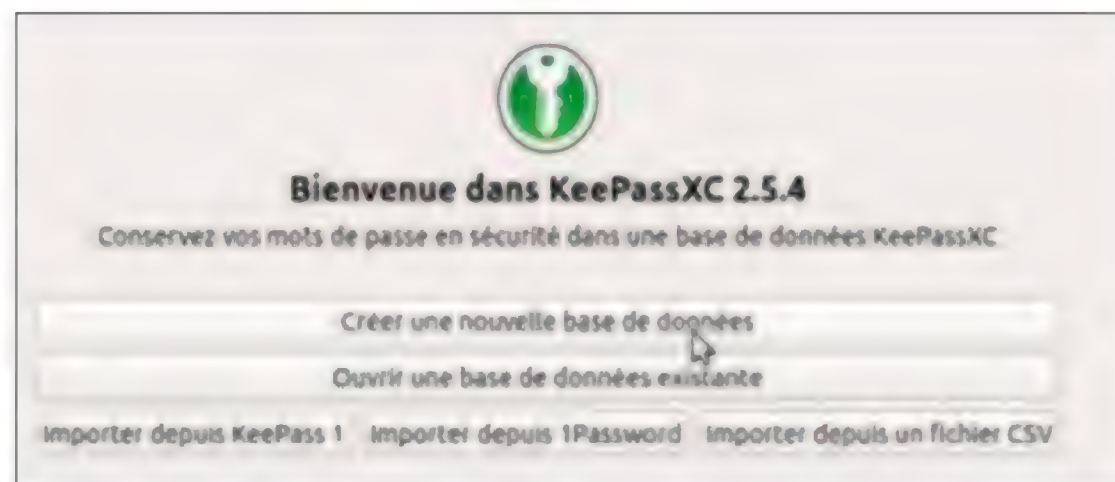 Bienvenue dans KeePassXC 2.5.4
Conservez vos mots de passe en sécurité dans une base de données KeePassXC
Créer une nouvelle base de données
Ouvrir une base de données existante
Importer depuis KeePass 1 Importer depuis 1Password Importer depuis un fichier CSV